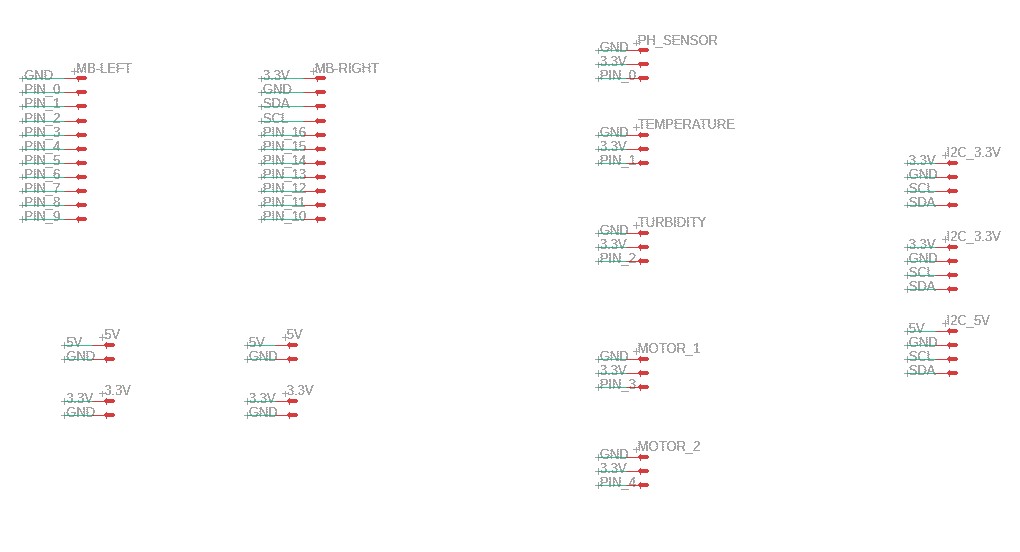 MB-LEFT
GND
PIN_0
PIN_1
PIN_2
PIN_3
PIN_4
PIN_5
PIN_6
PIN_7
PIN_8
PIN_9
MB-RIGHT
3.3V
GND
SDA
SCL
PIN_16
PIN_15
PIN_14
PIN_13
PIN_12
PIN_11
PIN_10
5V
5V
GND
5V
5V
GND
3.3V
3.3V
GND
3.3V
3.3V
GND
PH_SENSOR
GND
3.3V
PIN_0
TEMPERATURE
GND
3.3V
PIN_1
TURBIDITY
GND
3.3V
PIN_2
MOTOR_1
GND
3.3V
PIN_3
MOTOR_2
GND
3.3V
PIN_4
I2C_3.3V
3.3V
GND
SCL
SDA
I2C_3.3V
3.3V
GND
SCL
SDA
I2C_5V
5V
GND
SCL
SDA